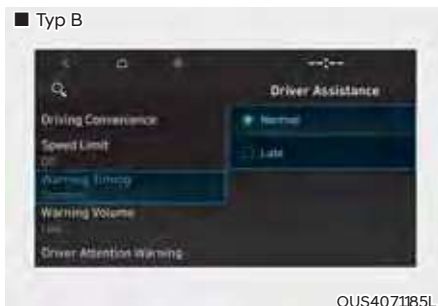 ■ Typ B
--:--
Driver Assistance
Driving Convenience
Speed Limit
Off
Warning Timing
Warning Volume
Driver Attention Warning
Normal
Late
OUS4071185L